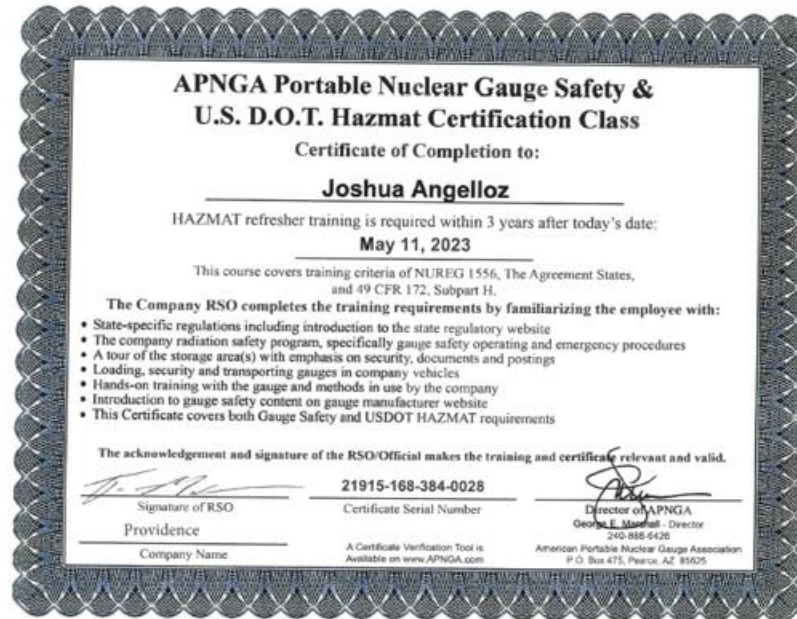 APNGA Portable Nuclear Gauge Safety &
U.S. D.O.T. Hazmat Certification Class
Certificate of Completion to:
Joshua Angelloz
HAZMAT refresher training is required within 3 years after today's date:
May 11, 2023
This course covers training criteria of NUREG 1556, The Agreement States,
and 49 CFR 172, Subpart H.
The Company RSO completes the training requirements by familiarizing the employee with:
• State-specific regulations including introduction to the state regulatory website
• The company radiation safety program, specifically gauge safety operating and emergency procedures
• A tour of the storage area(s) with emphasis on security, documents and postings
• Loading, security and transporting gauges in company vehicles
• Hands-on training with the gauge and methods in use by the company
• Introduction to gauge safety content on gauge manufacturer website
• This Certificate covers both Gauge Safety and USDOT HAZMAT requirements
The acknowledgement and signature of the RSO/Official makes the training and certificate relevant and valid.
Signature of RSO
21915-168-384-0028
Certificate Serial Number
Director of APNGA
George E. Marshall - Director
240-888-6426
American Portable Nuclear Gauge Association
P.O. Box 475, Pearce, AZ 85625
Providence
Company Name
A Certificate Verification Tool is
Available on www.APNGA.com